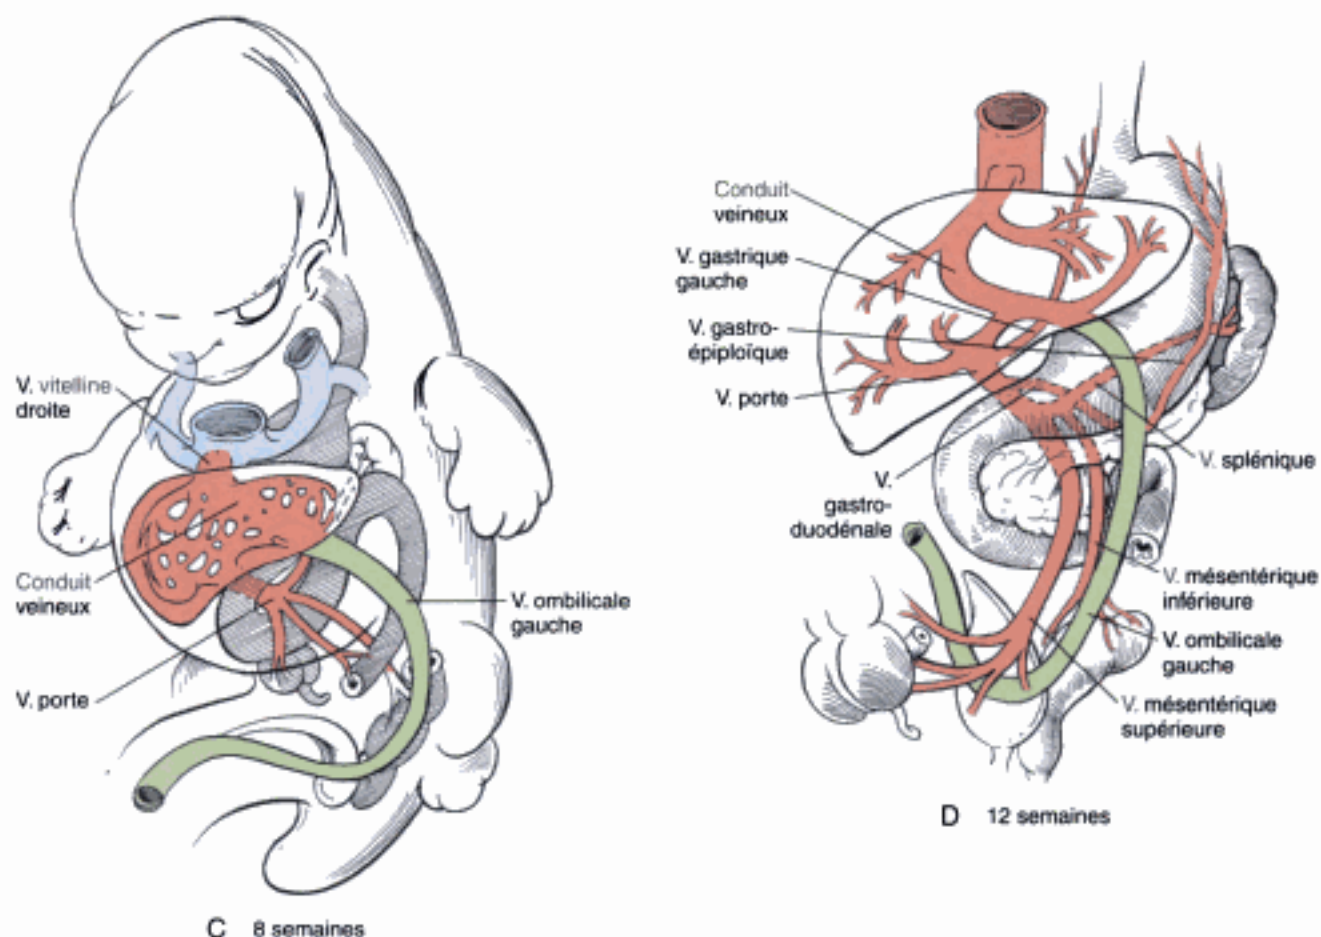 V. vitelline
droite
Conduit
veineux
V. porte
V. ombilicale
gauche
C 8 semaines
Conduit
veineux
V. gastrique
gauche
V. gastro-
épiploïque
V. porte
V.
gastro-
duodénale
V. splénique
V. mésentérique
inférieure
V. ombilicale
gauche
V. mésentérique
supérieure
D 12 semaines